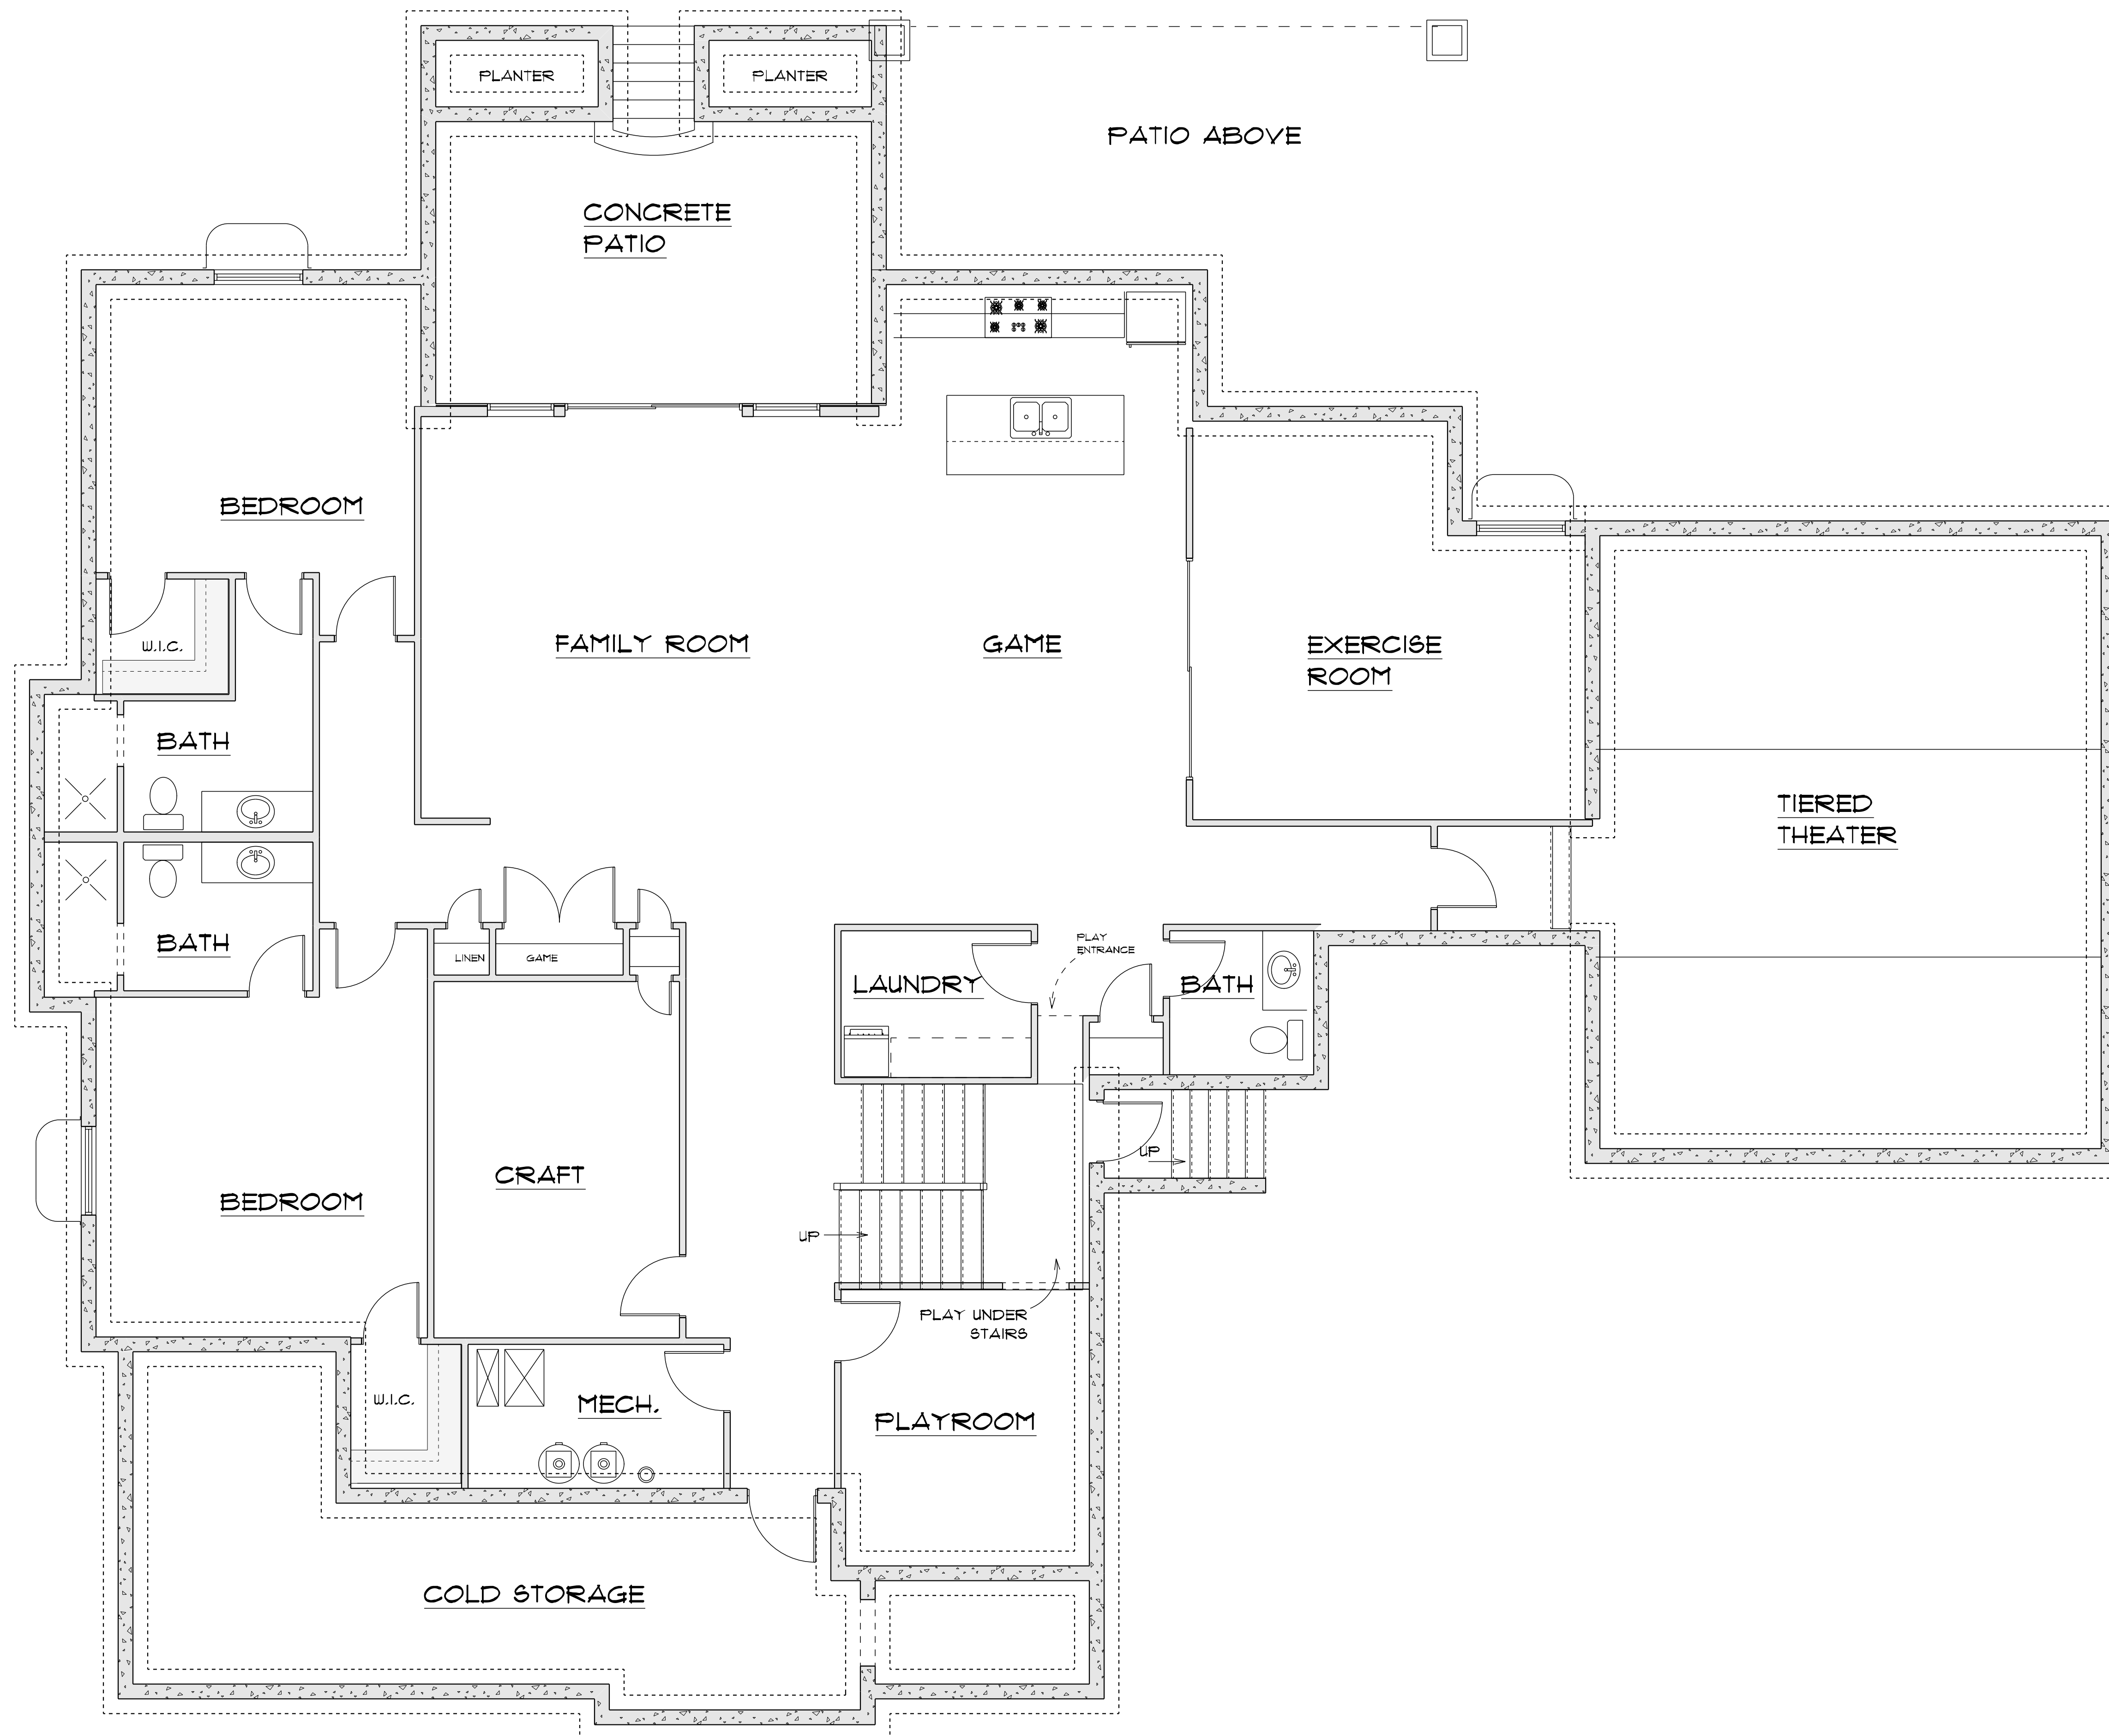 PLANTER
PLANTER
PATIO ABOVE
CONCRETE
PATIO
BEDROOM
W.I.C.
FAMILY ROOM
GAME
EXERCISE
ROOM
BATH
TIERED
THEATER
BATH
LINEN
GAME
PLAY
ENTRANCE
LAUNDRY
BATH
CRAFT
UP
BEDROOM
UP
PLAY UNDER
STAIRS
W.I.C.
MECH.
PLAYROOM
COLD STORAGE